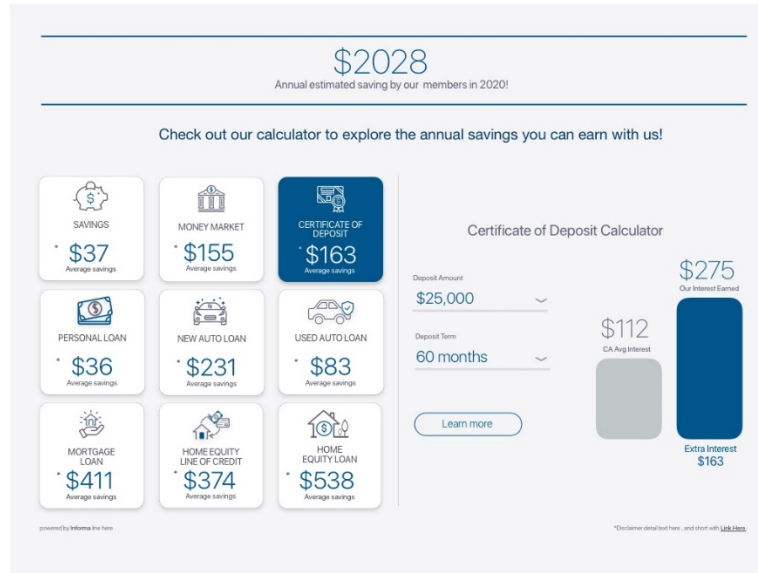 $2028
Annual estimated saving by our members in 2020!
Check out our calculator to explore the annual savings you can earn with us!
SAVINGS
* $37
Average savings
MONEY MARKET
* $155
Average savings
CERTIFICATE OF
DEPOSIT
* $163
Average savings
PERSONAL LOAN
* $36
Average savings
NEW AUTO LOAN
* $231
Average savings
USED AUTO LOAN
* $83
Average savings
MORTGAGE
LOAN
* $411
Average savings
HOME EQUITY
LINE OF CREDIT
* $374
Average savings
HOME
EQUITY LOAN
* $538
Average savings
Certificate of Deposit Calculator
Deposit Amount
$25,000
Deposit Term
60 months
Learn more
$112
CA Avg Interest
$275
Our Interest Earned
Extra Interest
$163
powered by Informa line here
*Disclaimer detail text here , and short with Link Here.